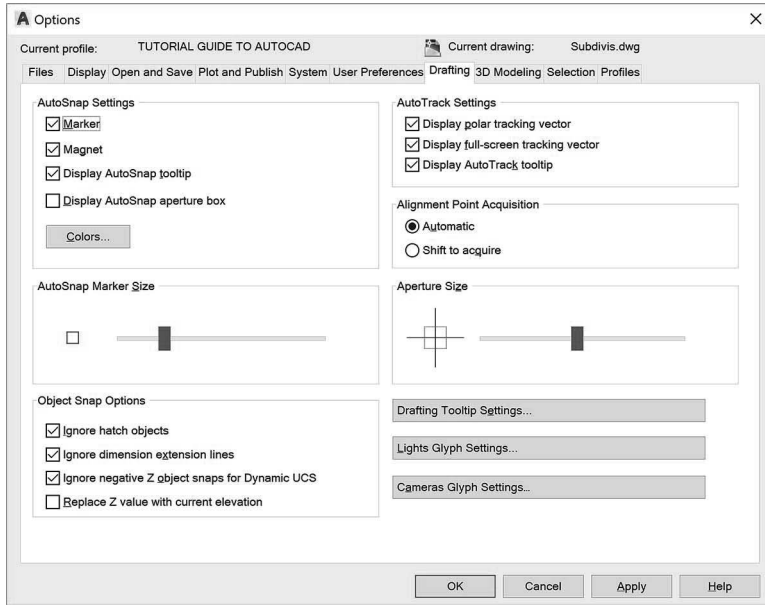 A Options
Current profile: TUTORIAL GUIDE TO AUTOCAD Current drawing: Subdivis.dwg
Files Display Open and Save Plot and Publish System User Preferences Drafting 3D Modeling Selection Profiles
AutoSnap Settings
Marker
Magnet
Display AutoSnap tooltip
Display AutoSnap aperture box
Colors...
AutoTrack Settings
Display polar tracking vector
Display full-screen tracking vector
Display AutoTrack tooltip
Alignment Point Acquisition
Automatic
Shift to acquire
AutoSnap Marker Size
Aperture Size
Object Snap Options
Ignore hatch objects
Ignore dimension extension lines
Ignore negative Z object snaps for Dynamic UCS
Replace Z value with current elevation
Drafting Tooltip Settings...
Lights Glyph Settings...
Cameras Glyph Settings...
OK Cancel Apply Help